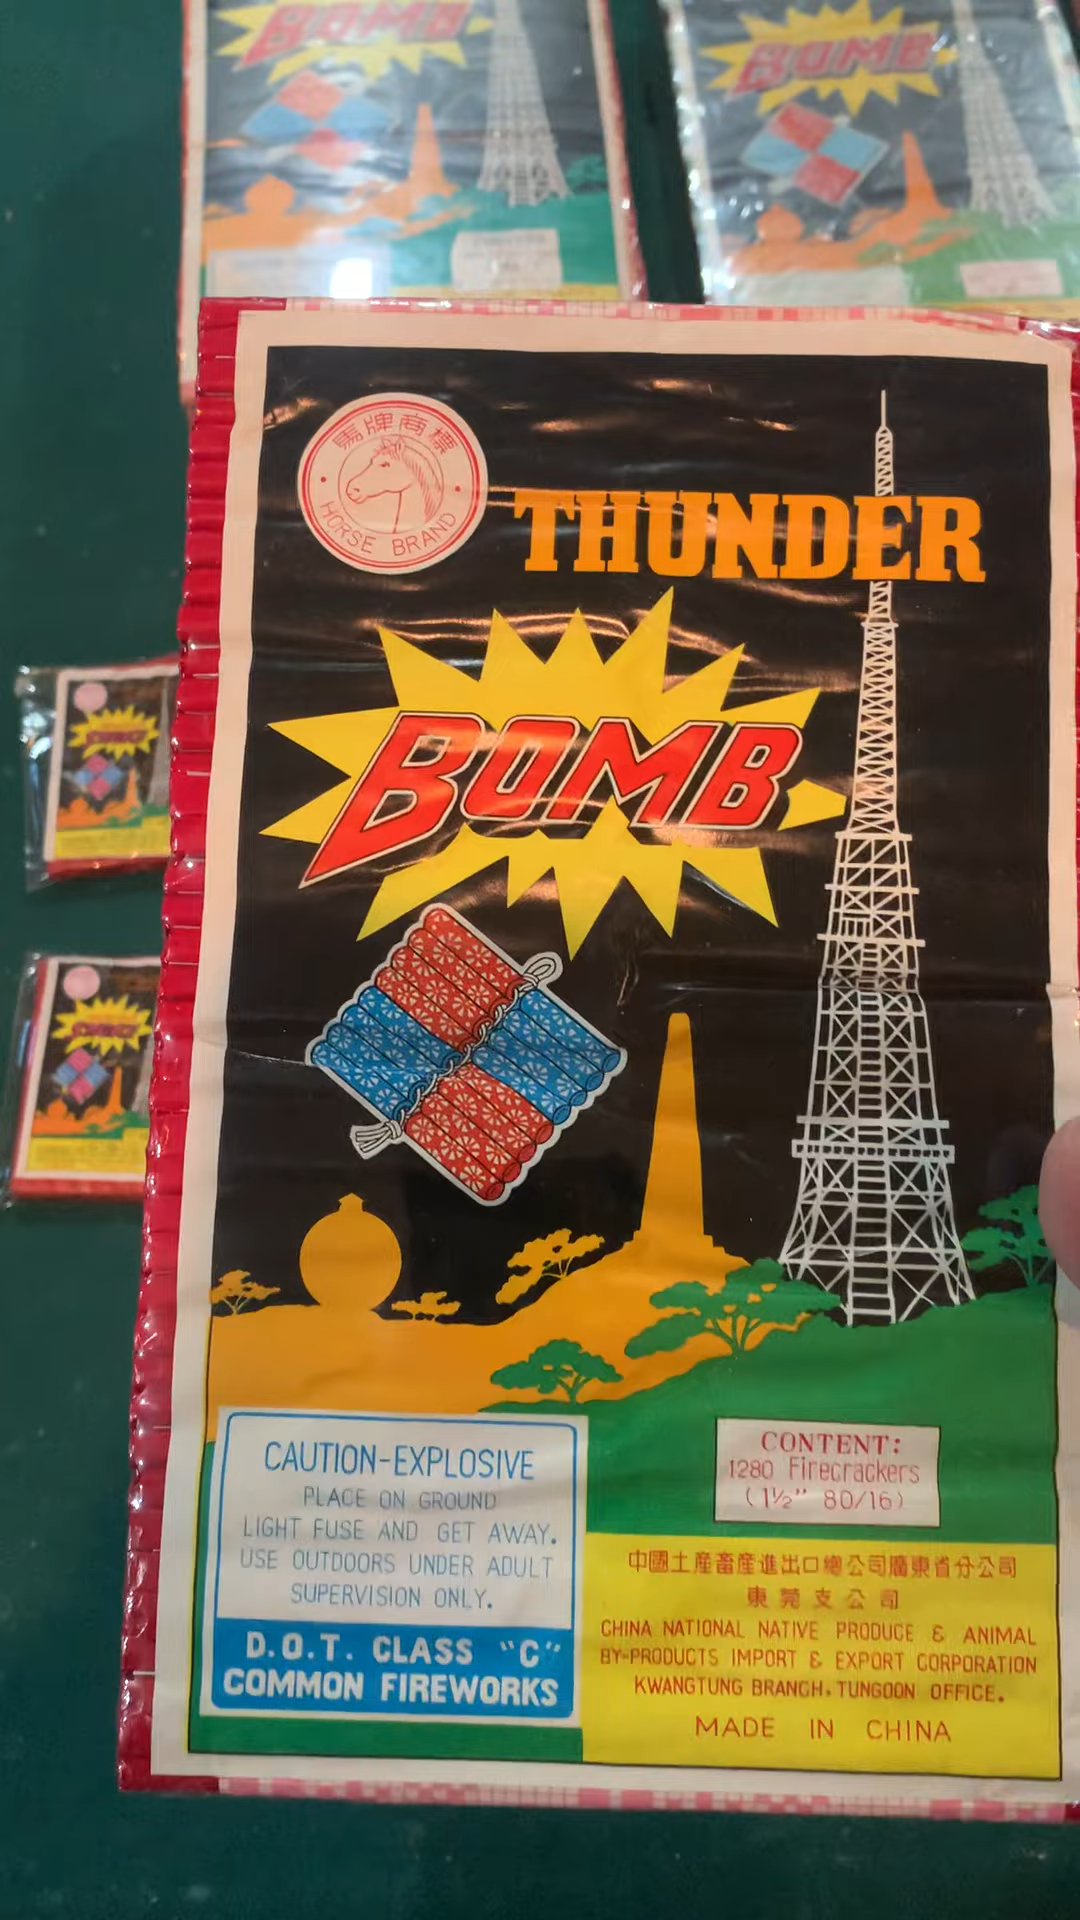 BOMB
BOMB
馬牌商標
HORSE BRAND
THUNDER
BOMB
CAUTION-EXPLOSIVE
PLACE ON GROUND
LIGHT FUSE AND GET AWAY.
USE OUTDOORS UNDER ADULT
SUPERVISION ONLY.
D.O.T. CLASS "C"
COMMON FIREWORKS
CONTENT:
1280 Firecrackers
(1½" 80/16)
中國土產畜產進出口總公司廣東省分公司
東莞支公司
CHINA NATIONAL NATIVE PRODUCE & ANIMAL
BY-PRODUCTS IMPORT & EXPORT CORPORATION
KWANGTUNG BRANCH, TUNGOON OFFICE.
MADE IN CHINA